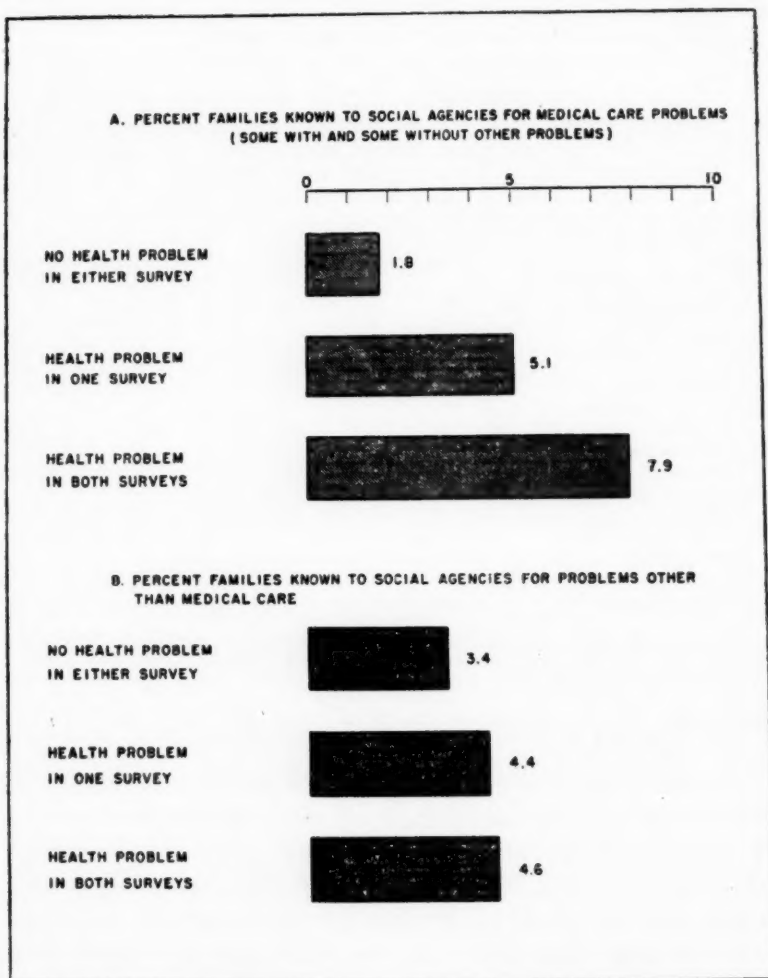 A. PERCENT FAMILIES KNOWN TO SOCIAL AGENCIES FOR MEDICAL CARE PROBLEMS
(SOME WITH AND SOME WITHOUT OTHER PROBLEMS)
0 5 10
NO HEALTH PROBLEM
IN EITHER SURVEY
1.8
HEALTH PROBLEM
IN ONE SURVEY
5.1
HEALTH PROBLEM
IN BOTH SURVEYS
7.9
B. PERCENT FAMILIES KNOWN TO SOCIAL AGENCIES FOR PROBLEMS OTHER
THAN MEDICAL CARE
NO HEALTH PROBLEM
IN EITHER SURVEY
3.4
HEALTH PROBLEM
IN ONE SURVEY
4.4
HEALTH PROBLEM
IN BOTH SURVEYS
4.6